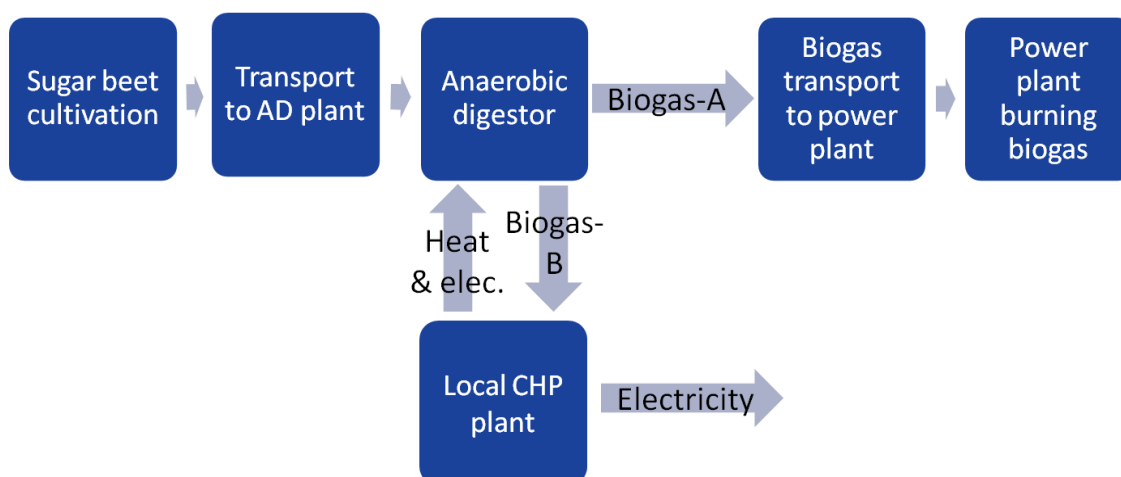 Sugar beet
cultivation
Transport
to AD plant
Anaerobic
digestor
Biogas-A
Biogas
transport
to power
plant
Power
plant
burning
biogas
Heat
& elec.
Biogas-
B
Local CHP
plant
Electricity